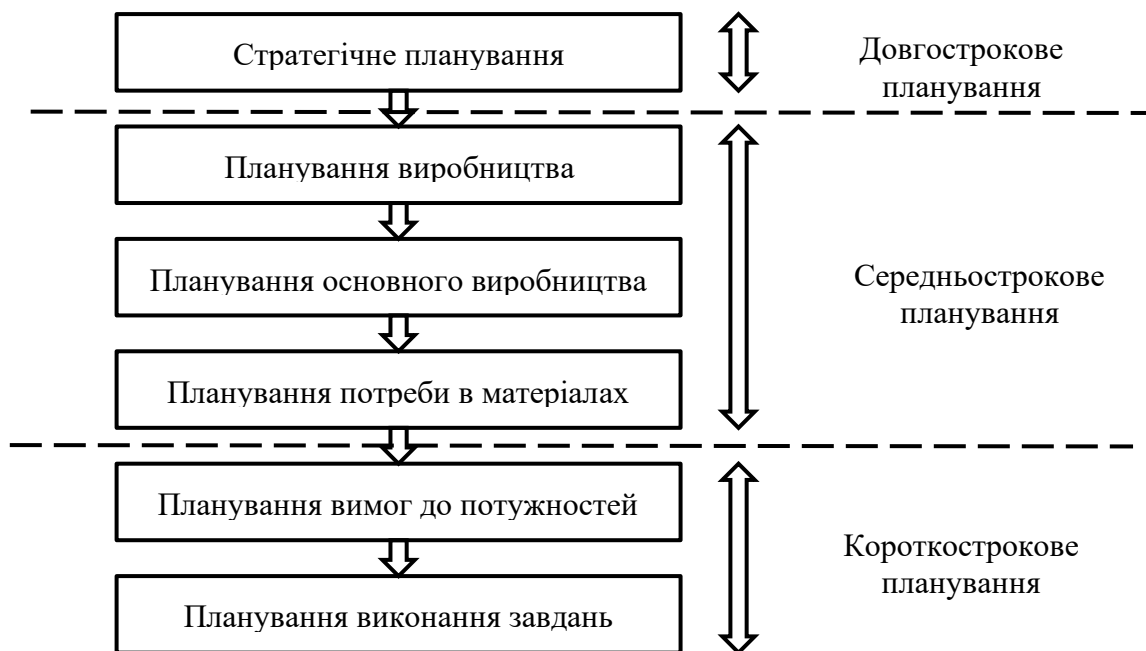 Стратегічне планування
Довгострокове
планування
Планування виробництва
Планування основного виробництва
Середньострокове
планування
Планування потреби в матеріалах
Планування вимог до потужностей
Короткострокове
планування
Планування виконання завдань